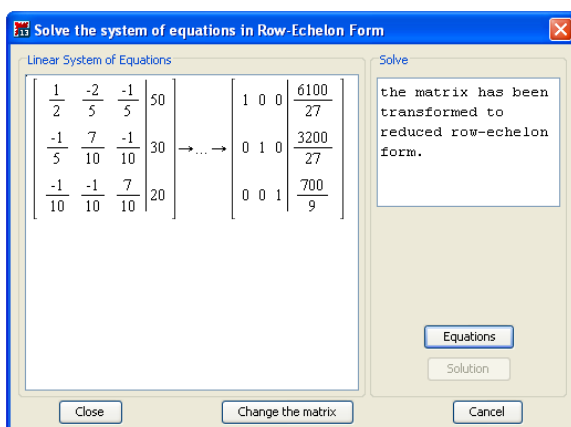 Solve the system of equations in Row-Echelon Form
Linear System of Equations
Solve
1/2 -2/5 -1/5 50
-1/5 7/10 -1/10 30
-1/10 -1/10 7/10 20
→...→
1 0 0 6100/27
0 1 0 3200/27
0 0 1 700/9
the matrix has been
transformed to
reduced row-echelon
form.
Equations
Solution
Close
Change the matrix
Cancel